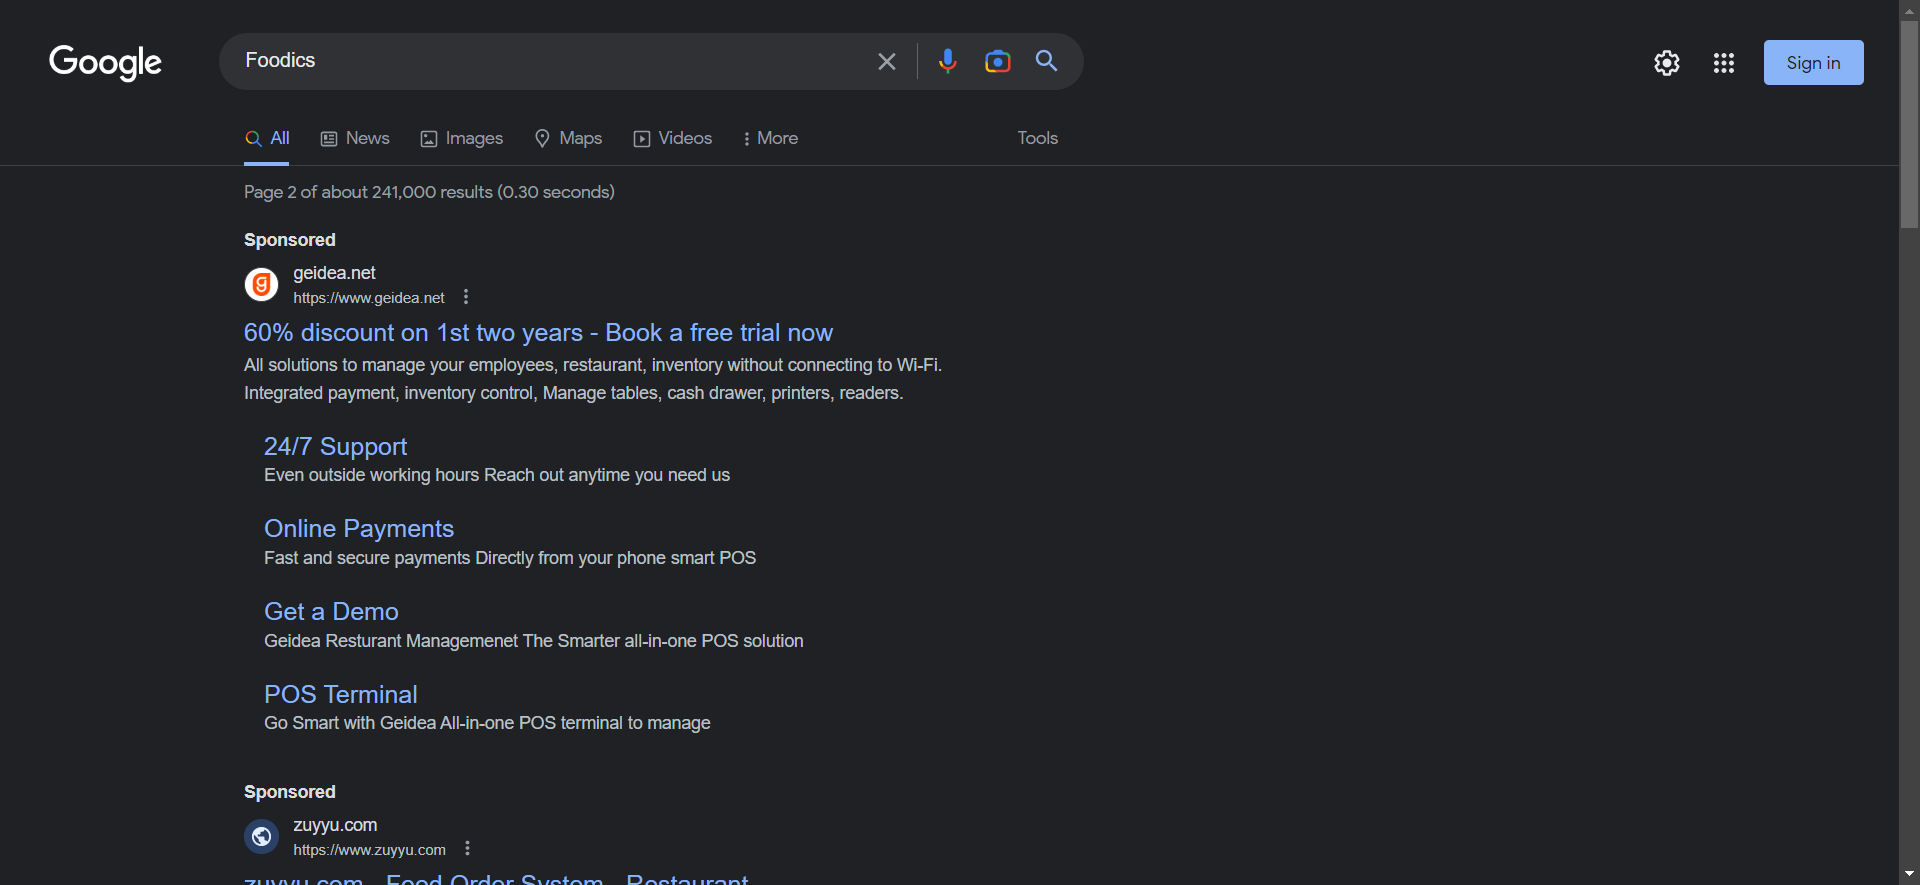 Google
Foodics
Sign in
All News Images Maps Videos More Tools
Page 2 of about 241,000 results (0.30 seconds)
Sponsored
g
geidea.net
https://www.geidea.net
60% discount on 1st two years - Book a free trial now
All solutions to manage your employees, restaurant, inventory without connecting to Wi-Fi.
Integrated payment, inventory control, Manage tables, cash drawer, printers, readers.
24/7 Support
Even outside working hours Reach out anytime you need us
Online Payments
Fast and secure payments Directly from your phone smart POS
Get a Demo
Geidea Resturant Managemenet The Smarter all-in-one POS solution
POS Terminal
Go Smart with Geidea All-in-one POS terminal to manage
Sponsored
zuyyu.com
https://www.zuyyu.com
zuyyu.com - Food Order System - Restaurant